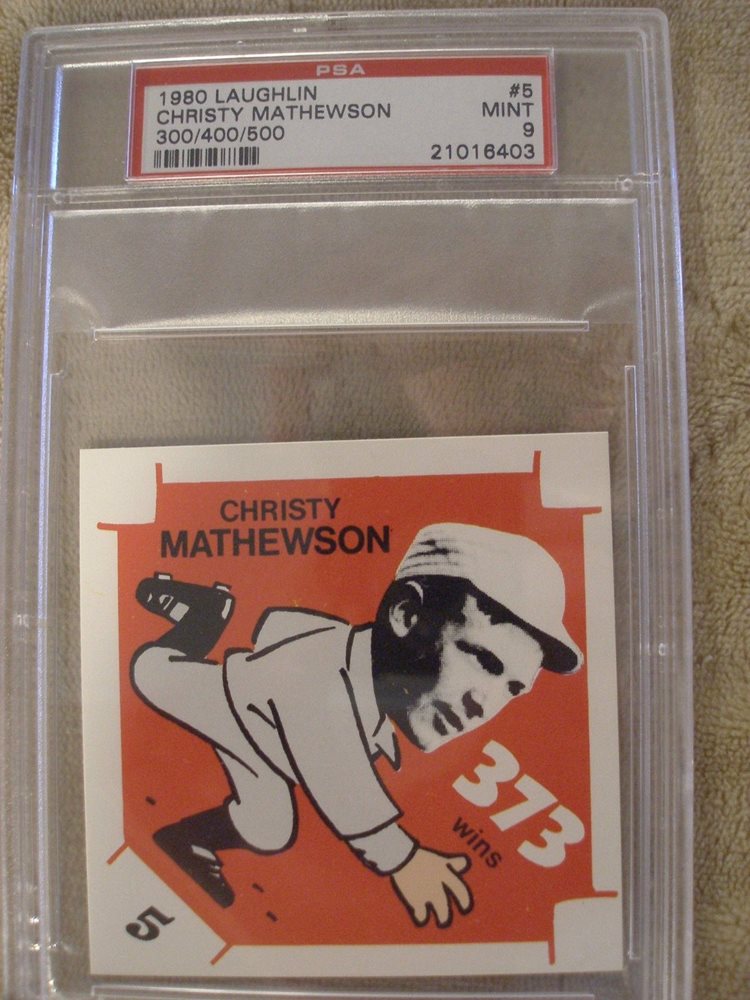 PSA
1980 LAUGHLIN #5
CHRISTY MATHEWSON MINT
300/400/500 9
21016403
CHRISTY
MATHEWSON
373
wins
5